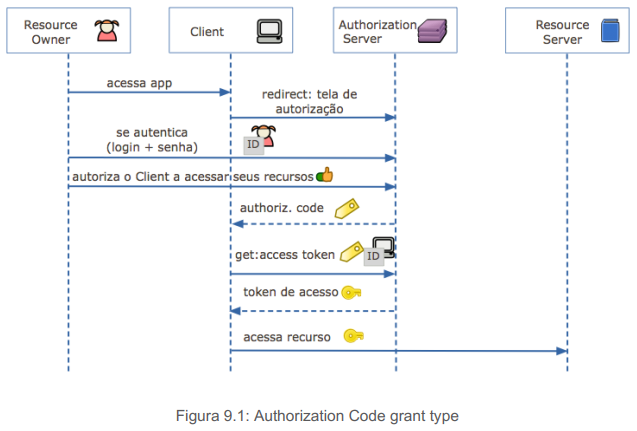 Resource
Owner
Client
Authorization
Server
Resource
Server
acessa app
redirect: tela de
autorização
se autentica
(login + senha)
ID
autoriza o Client a acessar seus recursos
authoriz. code
get:access token
ID
token de acesso
acessa recurso
Figura 9.1: Authorization Code grant type